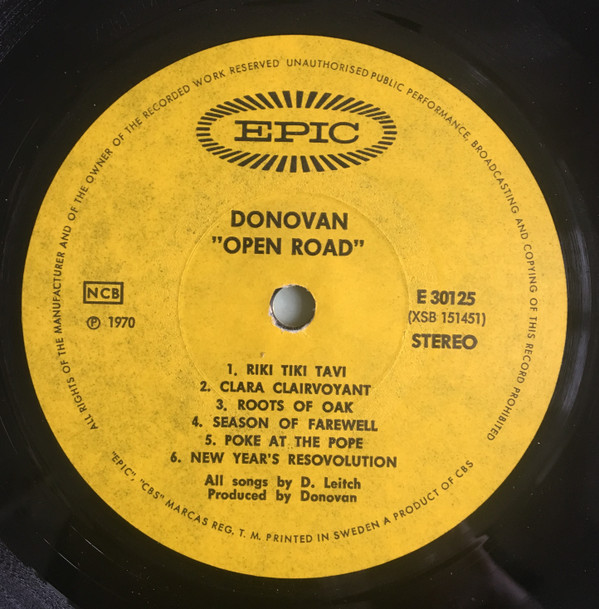 ALL RIGHTS OF THE MANUFACTURER AND OF THE OWNER OF THE RECORDED WORK RESERVED UNAUTHORISED PUBLIC PERFORMANCE, BROADCASTING AND COPYING OF THIS RECORD PROHIBITED
EPIC
DONOVAN
"OPEN ROAD"
NCB
℗ 1970
E 30125
(XSB 151451)
STEREO
1. RIKI TIKI TAVI
2. CLARA CLAIRVOYANT
3. ROOTS OF OAK
4. SEASON OF FAREWELL
5. POKE AT THE POPE
6. NEW YEAR'S RESOVOLUTION
All songs by D. Leitch
Produced by Donovan
"EPIC", "CBS" MARCAS REG. T. M. PRINTED IN SWEDEN A PRODUCT OF CBS